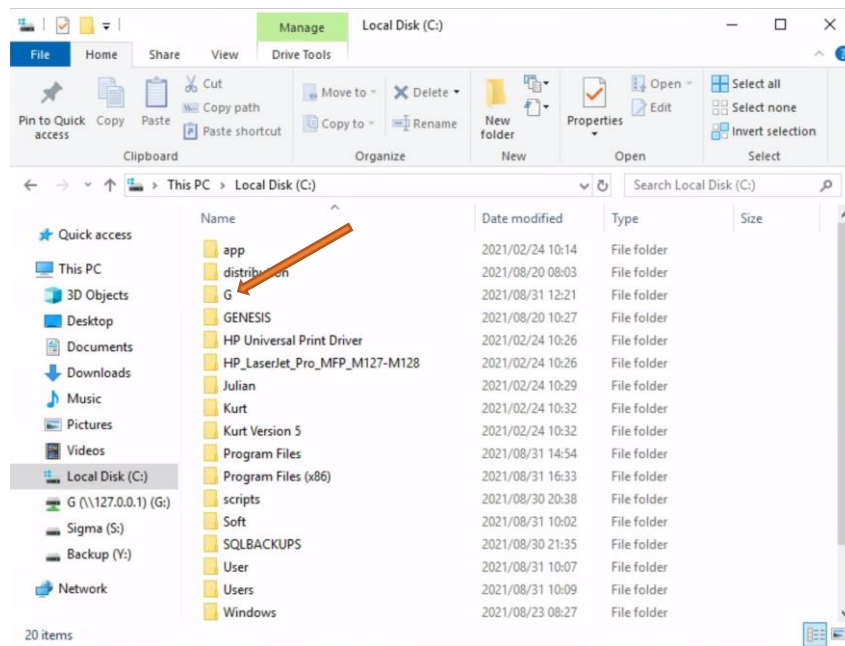 Manage Local Disk (C:)
File Home Share View Drive Tools
Pin to Quick access
Copy
Paste
Cut
Copy path
Paste shortcut
Move to
Copy to
Delete
Rename
New folder
Properties
Open
Edit
Select all
Select none
Invert selection
Clipboard Organize New Open Select
This PC > Local Disk (C:) Search Local Disk (C:)
Quick access
This PC
3D Objects
Desktop
Documents
Downloads
Music
Pictures
Videos
Local Disk (C:)
G (\\127.0.0.1) (G:)
Sigma (S:)
Backup (Y:)
Network
Name Date modified Type Size
app 2021/02/24 10:14 File folder
distribution 2021/08/20 08:03 File folder
G 2021/08/31 12:21 File folder
GENESIS 2021/08/20 10:27 File folder
HP Universal Print Driver 2021/02/24 10:26 File folder
HP_LaserJet_Pro_MFP_M127-M128 2021/02/24 10:26 File folder
Julian 2021/02/24 10:29 File folder
Kurt 2021/02/24 10:32 File folder
Kurt Version 5 2021/02/24 10:32 File folder
Program Files 2021/08/31 14:54 File folder
Program Files (x86) 2021/08/31 16:33 File folder
scripts 2021/08/30 20:38 File folder
Soft 2021/08/31 10:02 File folder
SQLBACKUPS 2021/08/30 21:35 File folder
User 2021/08/31 10:07 File folder
Users 2021/08/31 10:09 File folder
Windows 2021/08/23 08:27 File folder
20 items